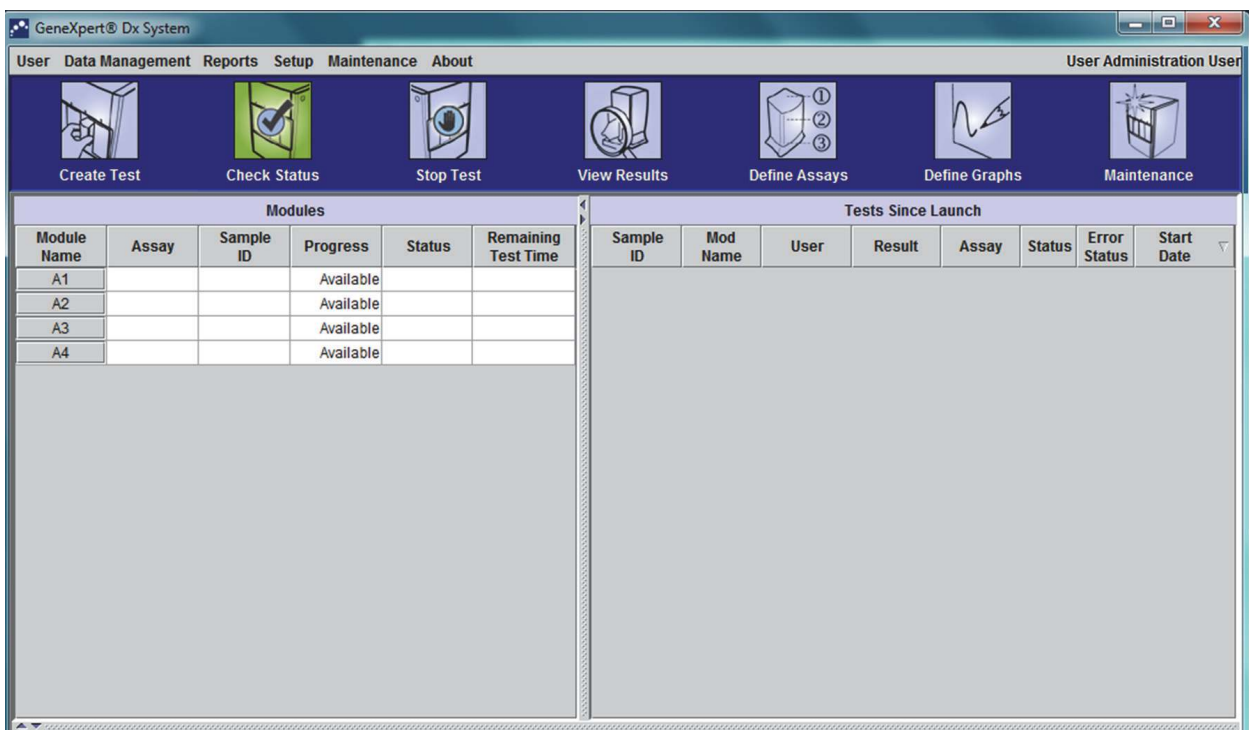 GeneXpert® Dx System
User Data Management Reports Setup Maintenance About User Administration User
① ② ③
Create Test Check Status Stop Test View Results Define Assays Define Graphs Maintenance
Modules
Module Name Assay Sample ID Progress Status Remaining Test Time
A1 Available
A2 Available
A3 Available
A4 Available
Tests Since Launch
Sample ID Mod Name User Result Assay Status Error Status Start Date